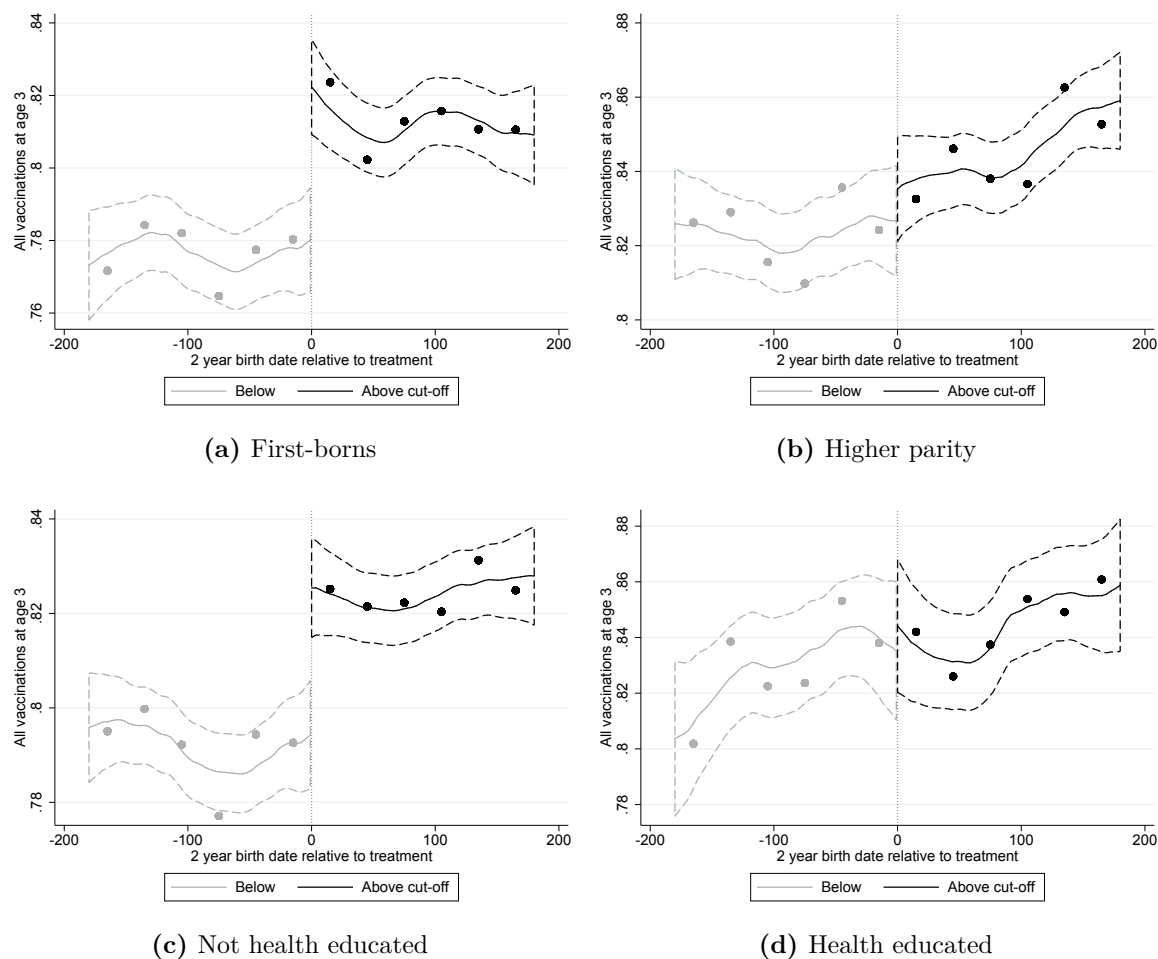 .84
.82
.8
.78
.76
All vaccinations at age 3
-200 -100 0 100 200
2 year birth date relative to treatment
Below Above cut-off
(a) First-borns
.88
.86
.84
.82
.8
All vaccinations at age 3
-200 -100 0 100 200
2 year birth date relative to treatment
Below Above cut-off
(b) Higher parity
.84
.82
.8
.78
All vaccinations at age 3
-200 -100 0 100 200
2 year birth date relative to treatment
Below Above cut-off
(c) Not health educated
.88
.86
.84
.82
.8
.78
All vaccinations at age 3
-200 -100 0 100 200
2 year birth date relative to treatment
Below Above cut-off
(d) Health educated